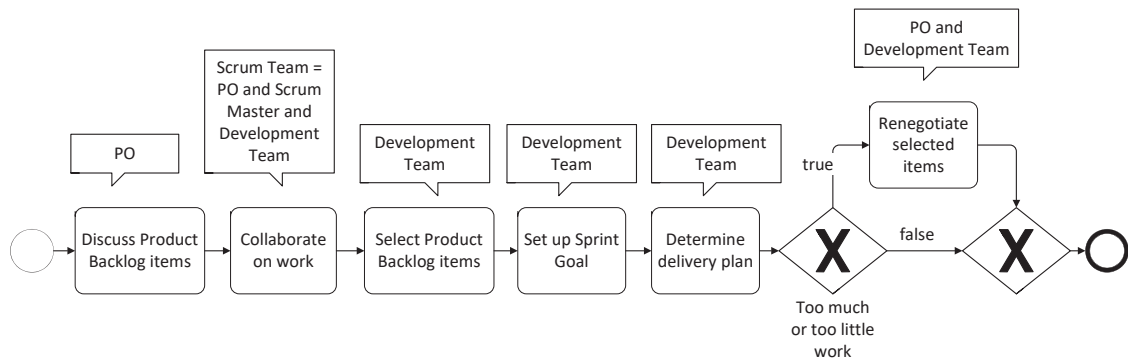 PO and
Development Team
Scrum Team =
PO and Scrum
Master and
Development
Team
PO
Development
Team
Development
Team
Development
Team
Renegotiate
selected
items
true
Discuss Product
Backlog items
Collaborate
on work
Select Product
Backlog items
Set up Sprint
Goal
Determine
delivery plan
X
false
X
Too much
or too little
work